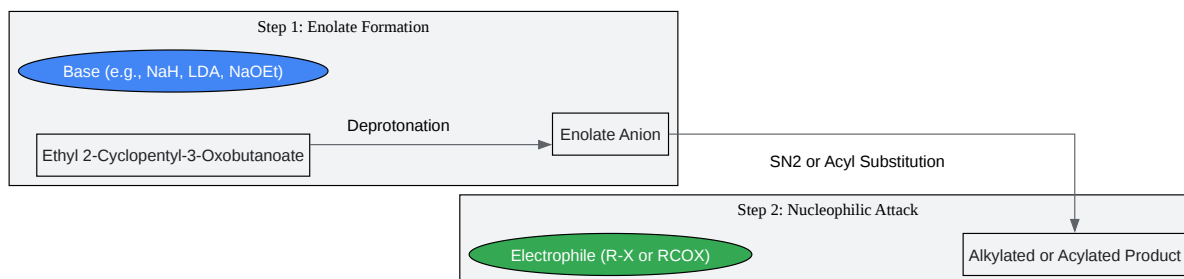 Step 1: Enolate Formation
Base (e.g., NaH, LDA, NaOEt)
Deprotonation
Ethyl 2-Cyclopentyl-3-Oxobutanoate
Enolate Anion
SN2 or Acyl Substitution
Step 2: Nucleophilic Attack
Electrophile (R-X or RCOX)
Alkylated or Acylated Product